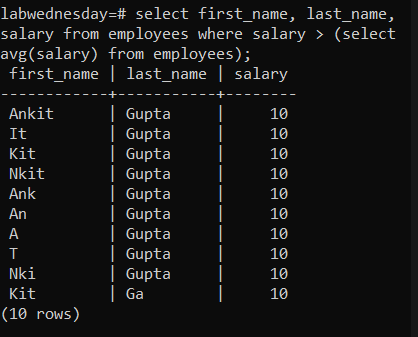 labwednesday=# select first_name, last_name,
salary from employees where salary > (select
avg(salary) from employees);
 first_name | last_name | salary
------------+-----------+--------
 Ankit      | Gupta     |     10
 It         | Gupta     |     10
 Kit        | Gupta     |     10
 Nkit       | Gupta     |     10
 Ank        | Gupta     |     10
 An         | Gupta     |     10
 A          | Gupta     |     10
 T          | Gupta     |     10
 Nki        | Gupta     |     10
 Kit        | Ga        |     10
(10 rows)